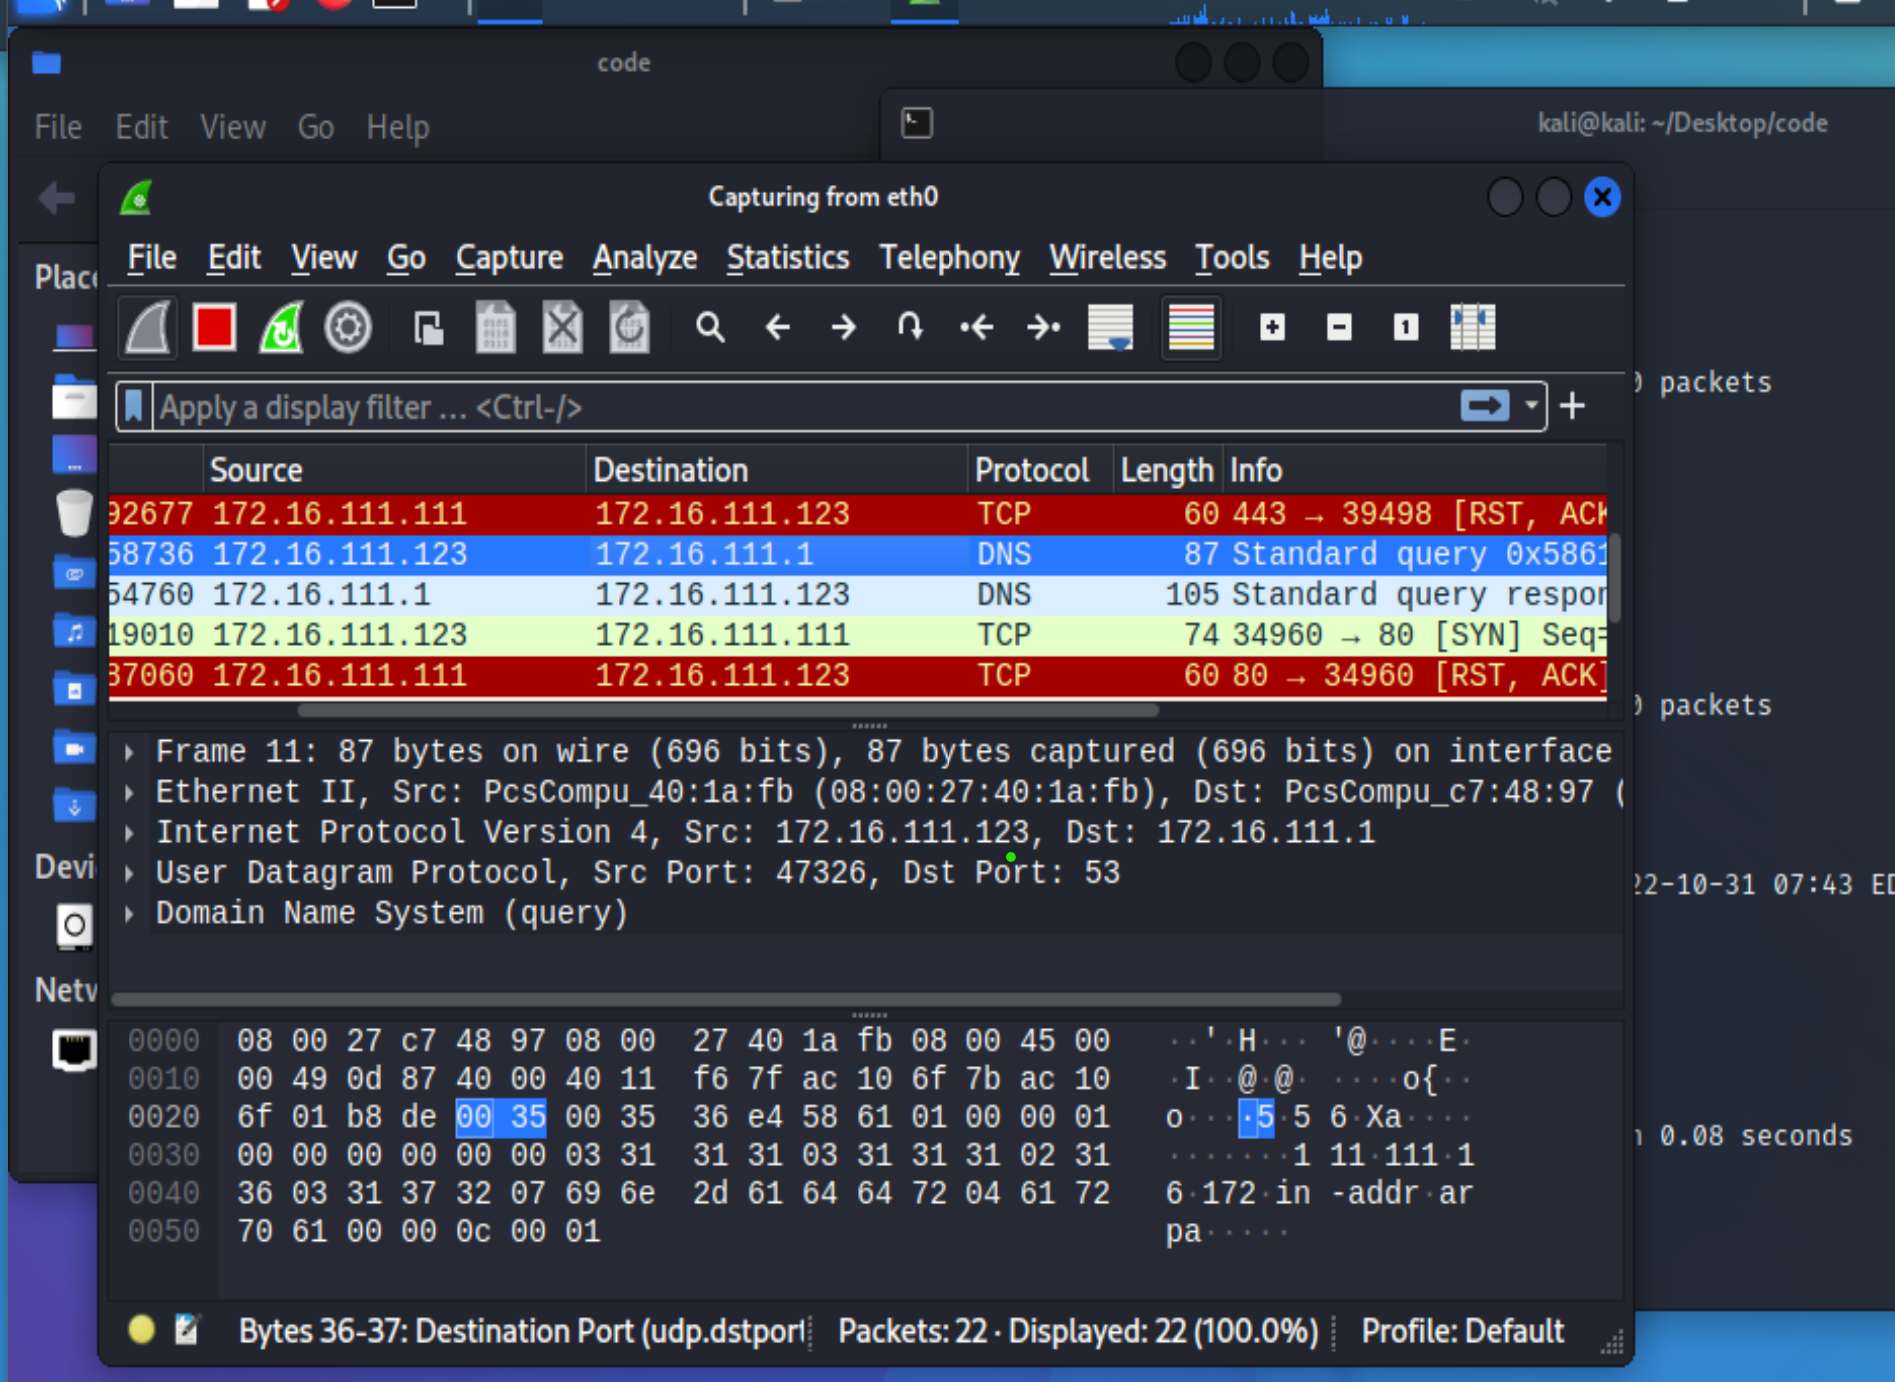 code
File Edit View Go Help
kali@kali: ~/Desktop/code
Capturing from eth0
File Edit View Go Capture Analyze Statistics Telephony Wireless Tools Help
Apply a display filter … <Ctrl-/>
packets
Source Destination Protocol Length Info
92677 172.16.111.111 172.16.111.123 TCP 60 443 → 39498 [RST, ACK
58736 172.16.111.123 172.16.111.1 DNS 87 Standard query 0x5861
54760 172.16.111.1 172.16.111.123 DNS 105 Standard query respon
19010 172.16.111.123 172.16.111.111 TCP 74 34960 → 80 [SYN] Seq=
87060 172.16.111.111 172.16.111.123 TCP 60 80 → 34960 [RST, ACK]
packets
Frame 11: 87 bytes on wire (696 bits), 87 bytes captured (696 bits) on interface
Ethernet II, Src: PcsCompu_40:1a:fb (08:00:27:40:1a:fb), Dst: PcsCompu_c7:48:97 (
Internet Protocol Version 4, Src: 172.16.111.123, Dst: 172.16.111.1
User Datagram Protocol, Src Port: 47326, Dst Port: 53
Domain Name System (query)
Place
Devi
Netw
22-10-31 07:43 ED
0000 08 00 27 c7 48 97 08 00 27 40 1a fb 08 00 45 00 ··'·H··· '@····E·
0010 00 49 0d 87 40 00 40 11 f6 7f ac 10 6f 7b ac 10 ·I··@·@· ····o{··
0020 6f 01 b8 de 00 35 00 35 36 e4 58 61 01 00 00 01 o····5·5 6·Xa····
0030 00 00 00 00 00 00 03 31 31 31 03 31 31 31 02 31 ·······1 11·111·1
0040 36 03 31 37 32 07 69 6e 2d 61 64 64 72 04 61 72 6·172·in -addr·ar
0050 70 61 00 00 0c 00 01 pa·····
0.08 seconds
Bytes 36-37: Destination Port (udp.dstport Packets: 22 · Displayed: 22 (100.0%) Profile: Default